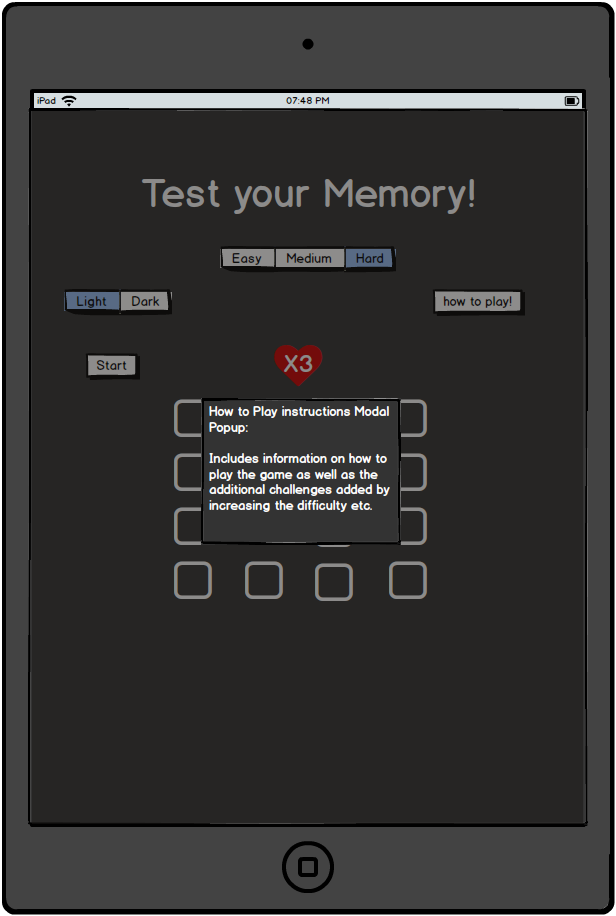 iPad
07:48 PM
Test your Memory!
Easy Medium Hard
Light Dark
how to play!
Start
X3
How to Play instructions Modal
Popup:
Includes information on how to
play the game as well as the
additional challenges added by
increasing the difficulty etc.